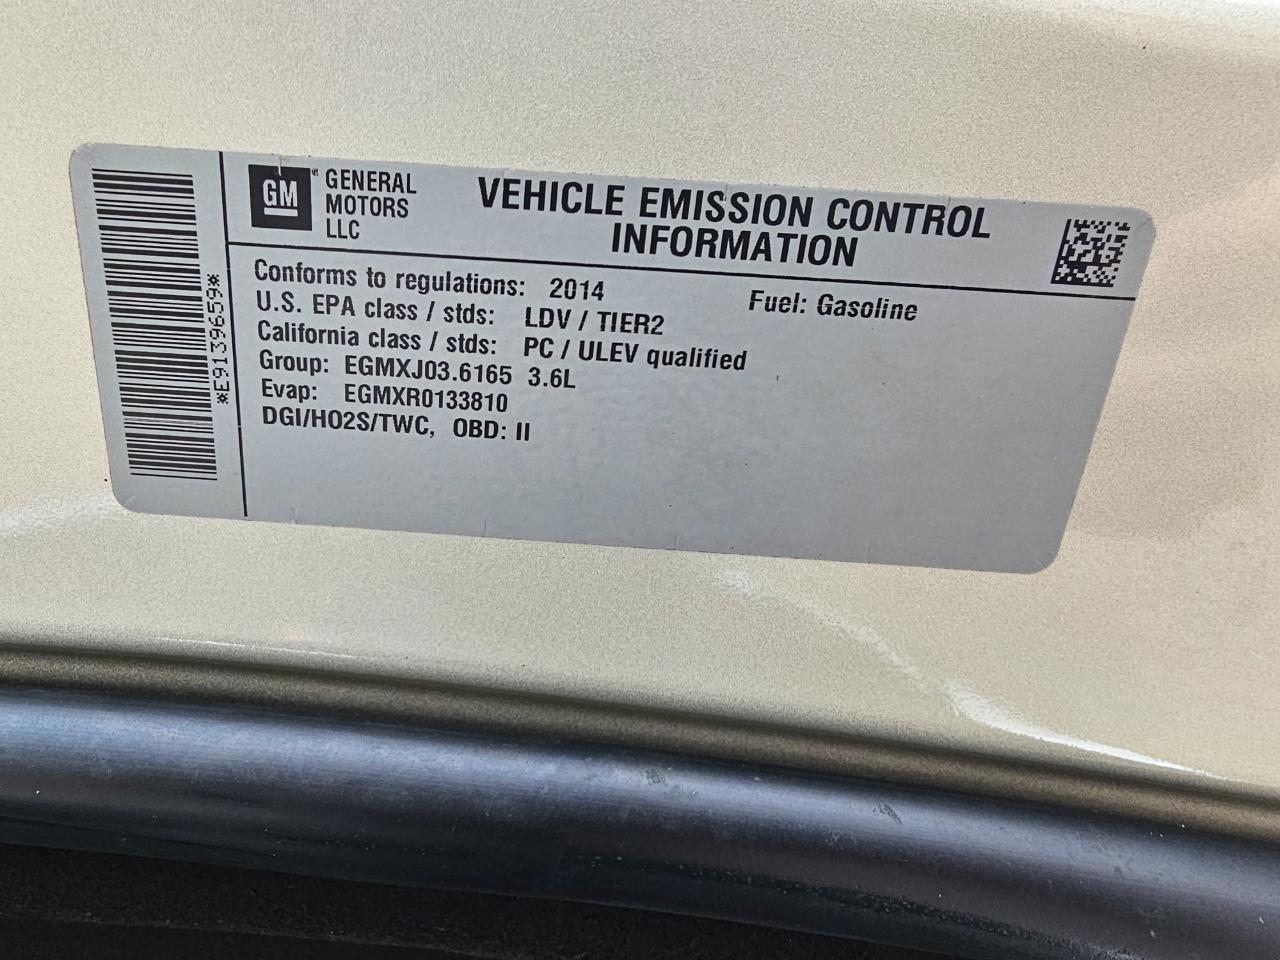 *E9139659*
GM
GENERAL
MOTORS
LLC
VEHICLE EMISSION CONTROL
INFORMATION
Conforms to regulations: 2014 Fuel: Gasoline
U.S. EPA class / stds: LDV / TIER2
California class / stds: PC / ULEV qualified
Group: EGMXJ03.6165 3.6L
Evap: EGMXR0133810
DGI/HO2S/TWC, OBD: II